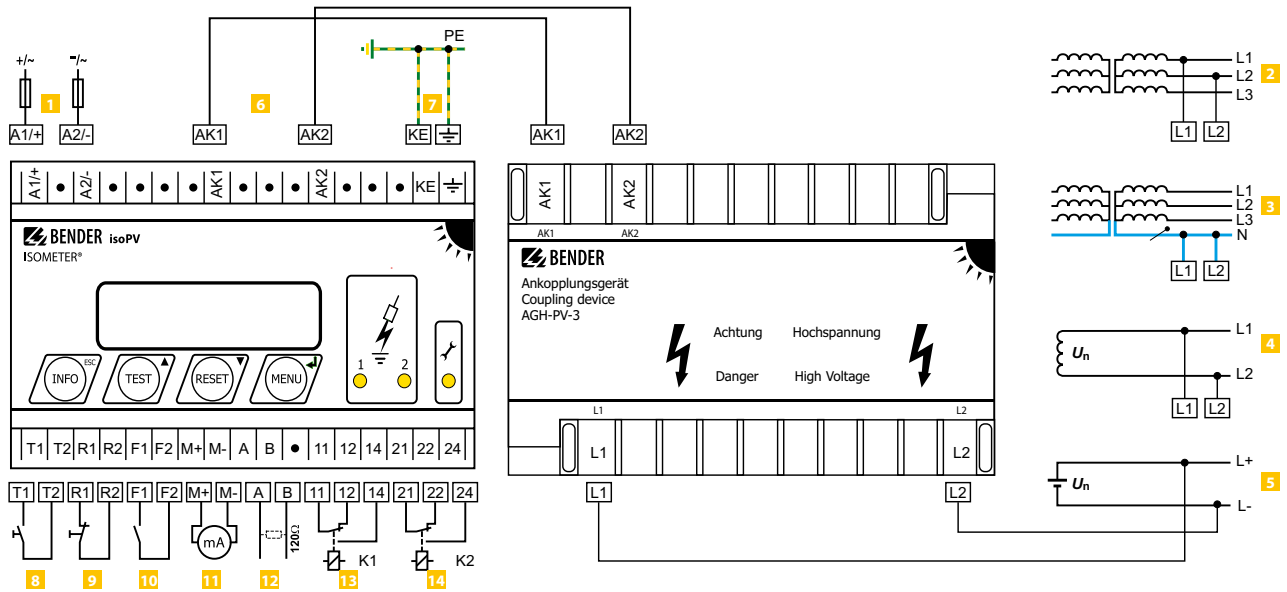 PE
+/~
-/~
1
6
7
A1/+
A2/-
AK1
AK2
KE
AK1
AK2
L1
L2
2
L3
L1
L2
A1/+
A2/-
AK1
AK2
KE
AK1
AK2
AK1
AK2
L1
L2
3
L3
N
L1
L2
BENDER isoPV
ISOMETER®
BENDER
Ankopplungsgerät
Coupling device
AGH-PV-3
Achtung Hochspannung
Danger High Voltage
L1
4
Un
L2
L1
L2
INFO
ESC
TEST
RESET
MENU
1
2
L1
L2
T1 T2 R1 R2 F1 F2 M+ M- A B 11 12 14 21 22 24
L1
L2
L+
5
Un
L-
T1 T2 R1 R2 F1 F2 M+ M- A B 11 12 14 21 22 24
L1
L2
mA
120Ω
K1
K2
8
9
10
11
12
13
14